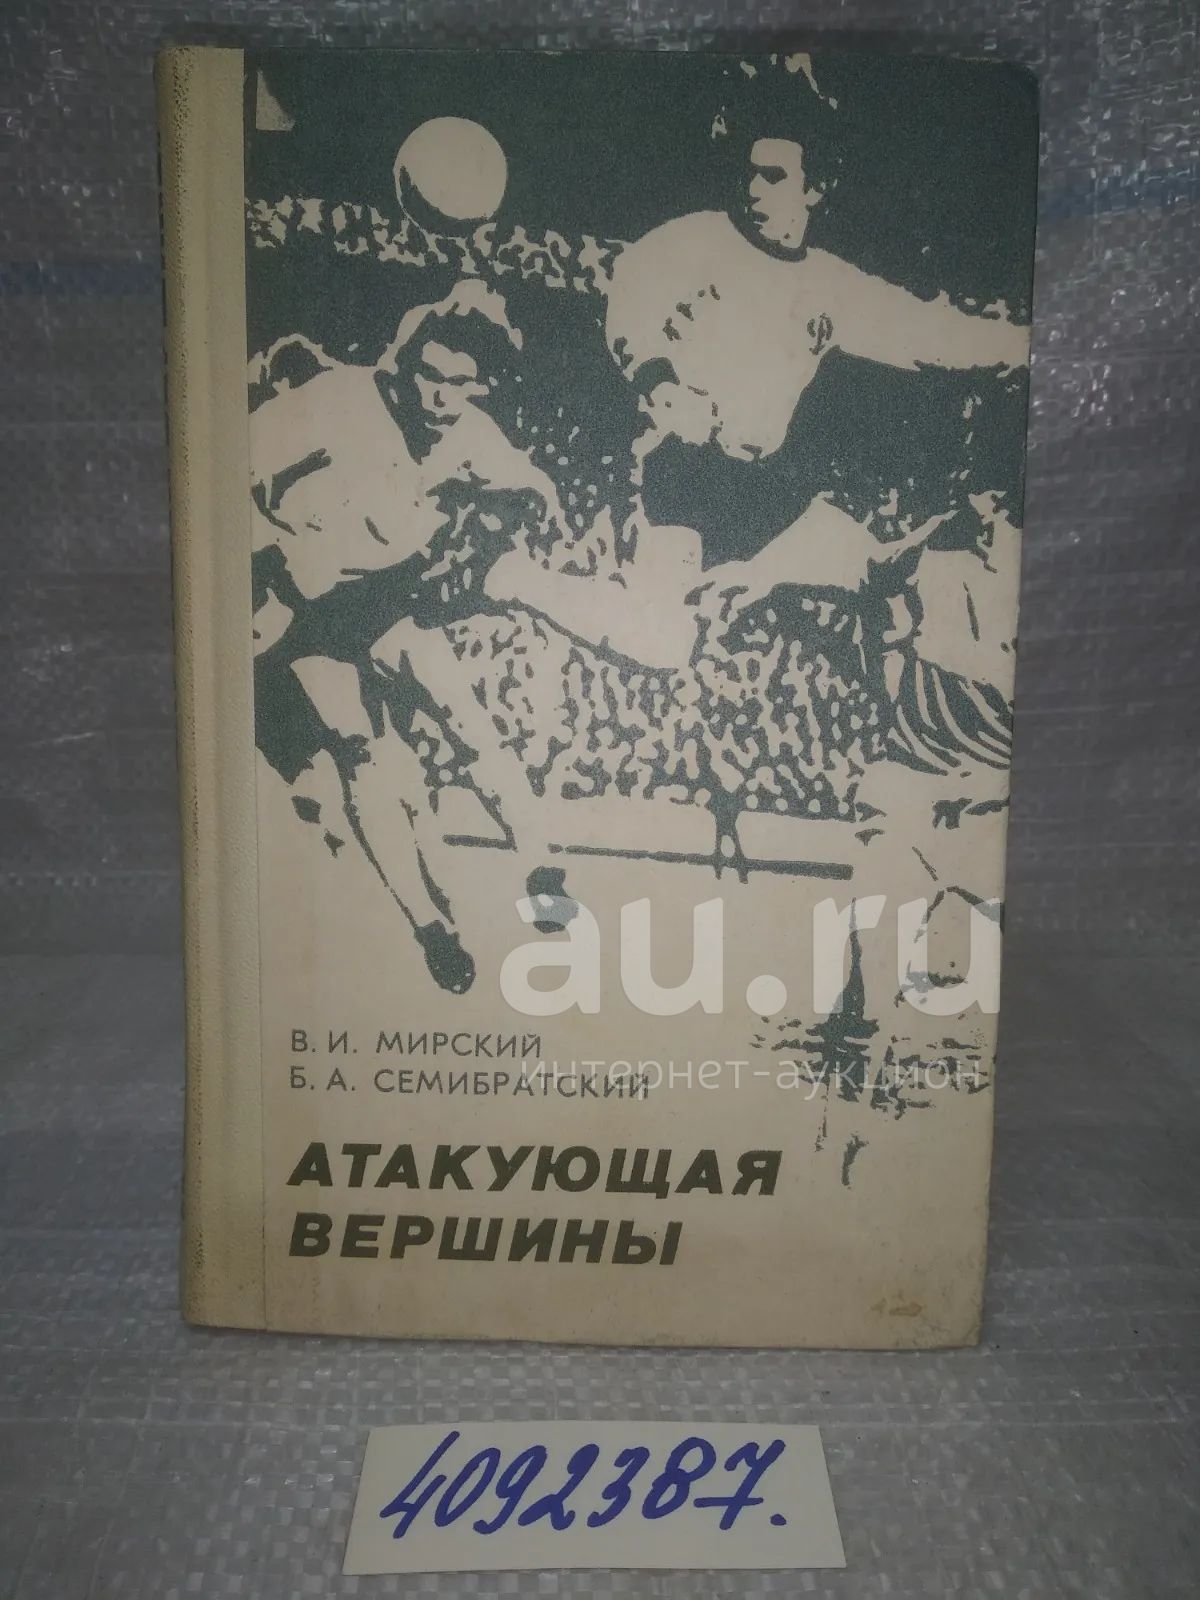 Ф
au.ru
В. И. МИРСКИЙ
интернет-аукцион
Б. А. СЕМИБРАТСКИЙ
АТАКУЮЩАЯ
ВЕРШИНЫ
4092387.